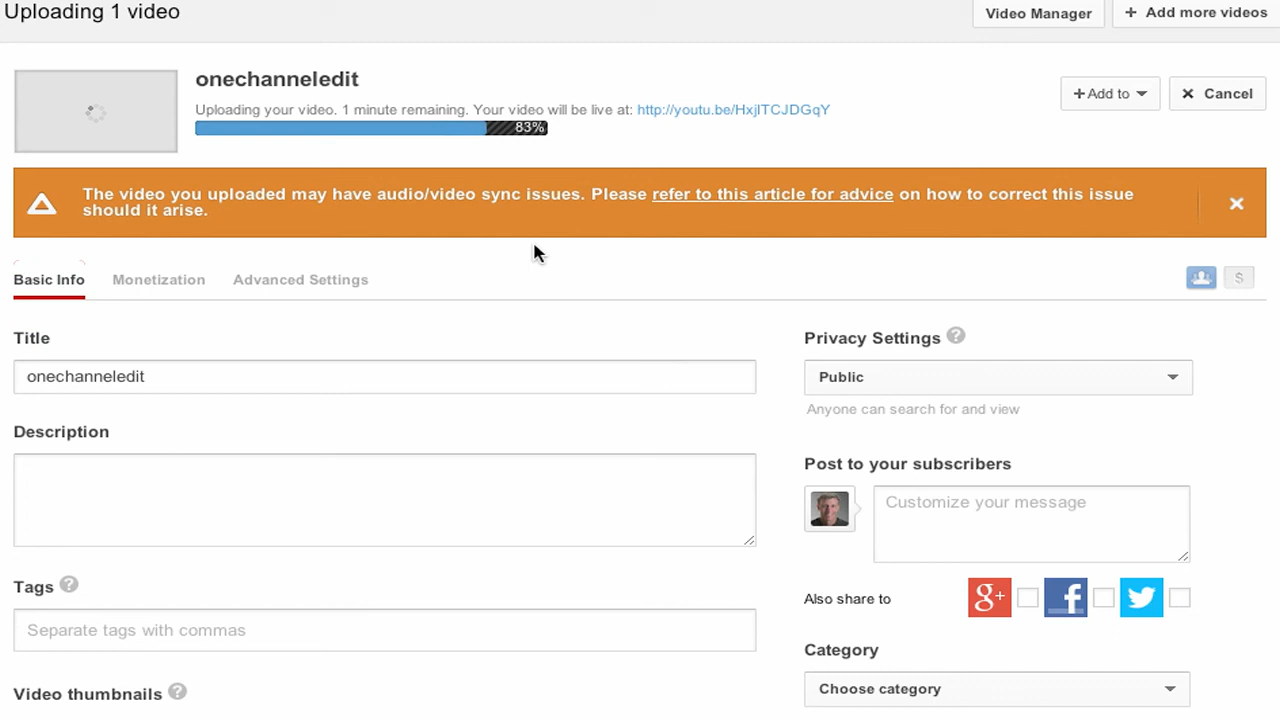 Uploading 1 video
Video Manager
+ Add more videos
onechanneledit
+Add to
× Cancel
Uploading your video. 1 minute remaining. Your video will be live at: http://youtu.be/HxjITCJDGqY
83%
The video you uploaded may have audio/video sync issues. Please refer to this article for advice on how to correct this issue
should it arise.
Basic Info
Monetization
Advanced Settings
$
Title
Privacy Settings ?
onechanneledit
Public
Anyone can search for and view
Description
Post to your subscribers
Customize your message
Tags ?
Also share to
g+
f
Separate tags with commas
Category
Choose category
Video thumbnails ?